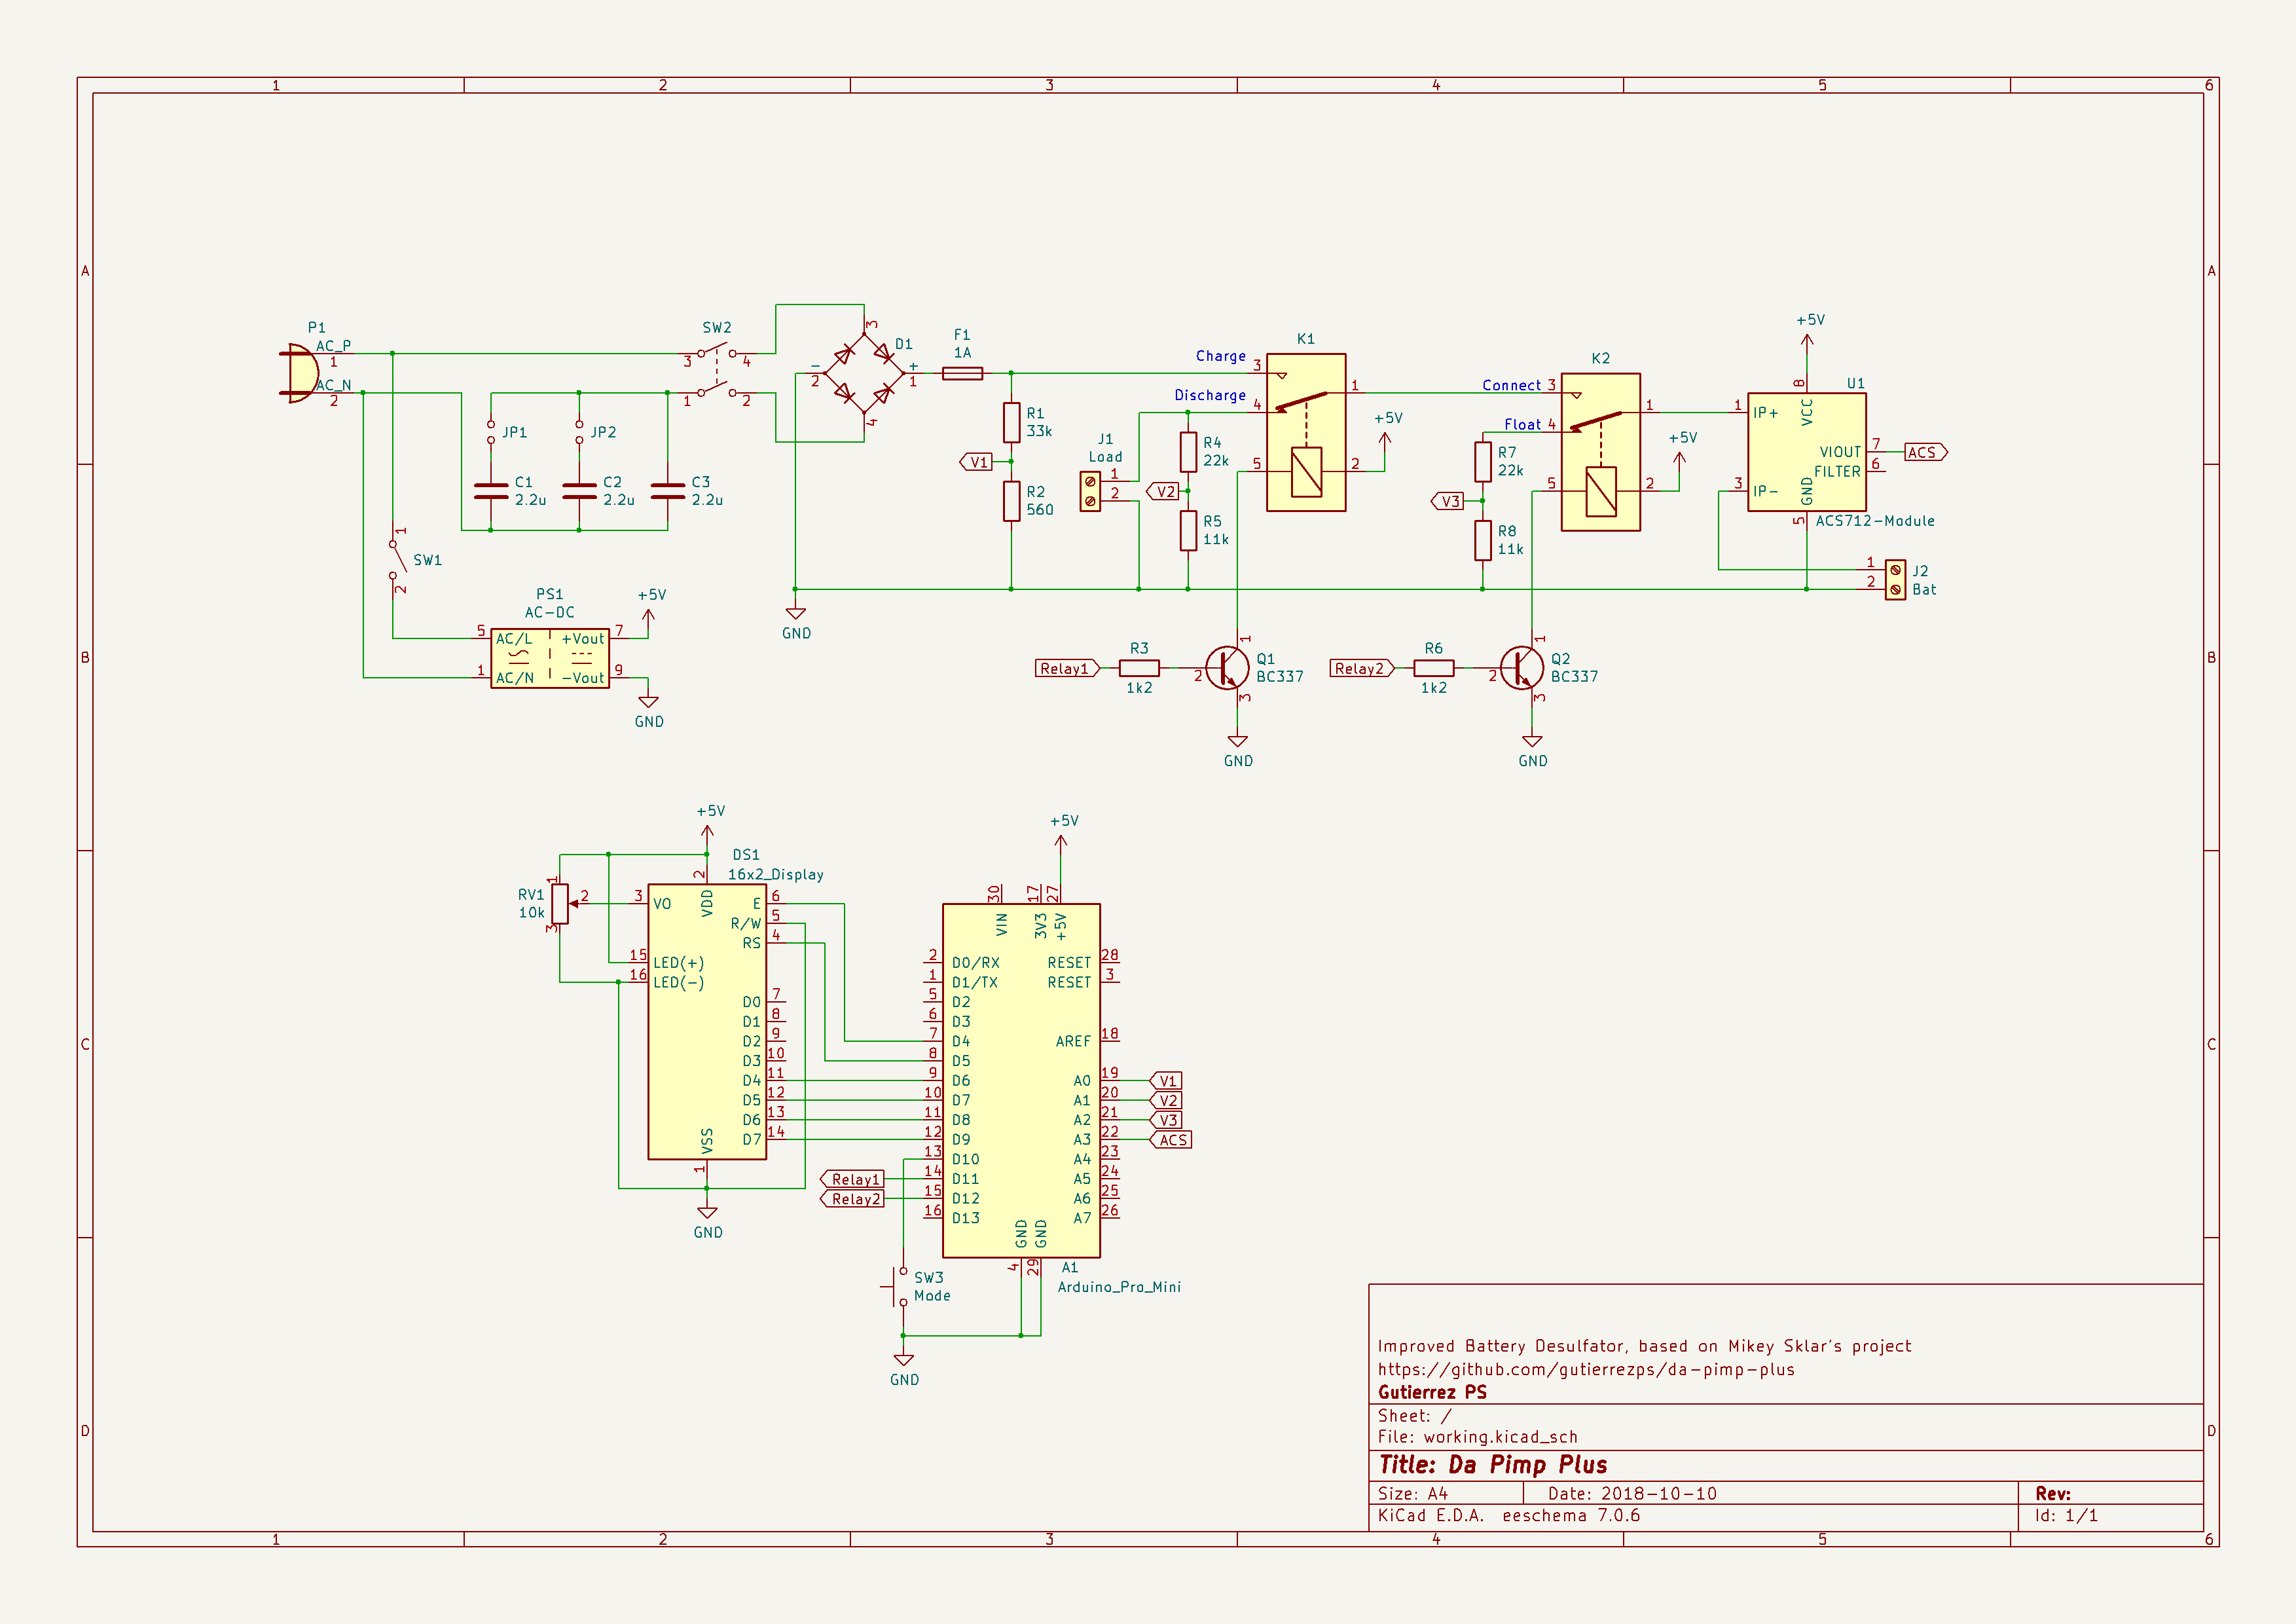 1 2 3 4 5 6
A A
B B
C C
D D
1 2 3 4 5 6
P1
AC_P
1
AC_N
2
SW2
3 4
1 2
JP1
JP2
C1
2.2u
C2
2.2u
C3
2.2u
1
SW1
2
PS1
AC-DC
5 AC/L +Vout 7
1 AC/N -Vout 9
+5V
GND
3
D1
- +
2 1
4
GND
F1
1A
R1
33k
V1
R2
560
J1
Load
1
2
R4
22k
V2
R5
11k
K1
Charge 3
Discharge 4
1
5 2
+5V
K2
Connect 3
Float 4
1
5 2
+5V
R7
22k
V3
R8
11k
+5V
8
U1
VCC
1 IP+
VIOUT 7
ACS
FILTER 6
3 IP-
GND
5
ACS712-Module
1
2
J2
Bat
Relay1
R3
1k2
1
2
3
Q1
BC337
GND
Relay2
R6
1k2
1
2
3
Q2
BC337
GND
+5V
DS1
16x2_Display
2
VDD
RV1
10k
1
2
3
3 VO
15 LED(+)
16 LED(-)
E 6
R/W 5
RS 4
D0 7
D1 8
D2 9
D3 10
D4 11
D5 12
D6 13
D7 14
VSS
1
GND
+5V
30 17 27
VIN 3V3 +5V
2 D0/RX
1 D1/TX
5 D2
6 D3
7 D4
8 D5
9 D6
10 D7
11 D8
12 D9
13 D10
14 D11
15 D12
16 D13
RESET 28
RESET 3
AREF 18
A0 19 V1
A1 20 V2
A2 21 V3
A3 22 ACS
A4 23
A5 24
A6 25
A7 26
GND GND
4 29
A1
Arduino_Pro_Mini
Relay1
Relay2
SW3
Mode
GND
Improved Battery Desulfator, based on Mikey Sklar's project
https://github.com/gutierrezps/da-pimp-plus
Gutierrez PS
Sheet: /
File: working.kicad_sch
Title: Da Pimp Plus
Size: A4 Date: 2018-10-10 Rev:
KiCad E.D.A. eeschema 7.0.6 Id: 1/1